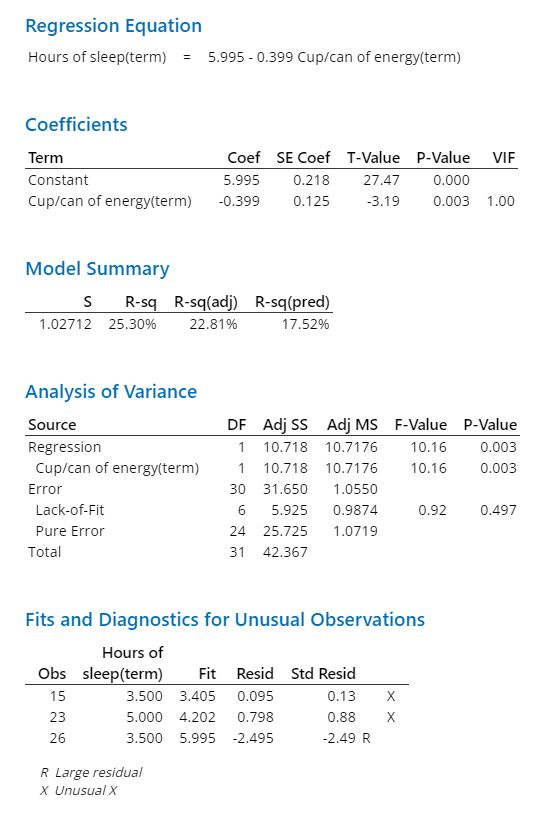 Regression Equation
Hours of sleep(term) = 5.995 - 0.399 Cup/can of energy(term)
Coefficients
Term Coef SE Coef T-Value P-Value VIF
Constant 5.995 0.218 27.47 0.000
Cup/can of energy(term) -0.399 0.125 -3.19 0.003 1.00
Model Summary
S R-sq R-sq(adj) R-sq(pred)
1.02712 25.30% 22.81% 17.52%
Analysis of Variance
Source DF Adj SS Adj MS F-Value P-Value
Regression 1 10.718 10.7176 10.16 0.003
Cup/can of energy(term) 1 10.718 10.7176 10.16 0.003
Error 30 31.650 1.0550
Lack-of-Fit 6 5.925 0.9874 0.92 0.497
Pure Error 24 25.725 1.0719
Total 31 42.367
Fits and Diagnostics for Unusual Observations
Hours of
Obs sleep(term) Fit Resid Std Resid
15 3.500 3.405 0.095 0.13 X
23 5.000 4.202 0.798 0.88 X
26 3.500 5.995 -2.495 -2.49 R
R Large residual
X Unusual X